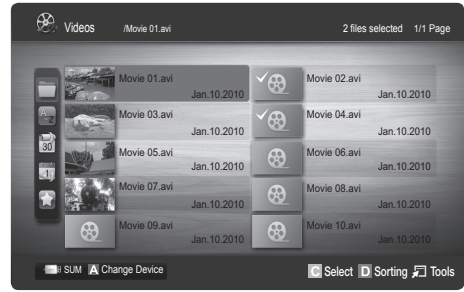 Videos /Movie 01.avi 2 files selected 1/1 Page
Movie 01.avi Movie 02.avi
Jan.10.2010 Jan.10.2010
Movie 03.avi Movie 04.avi
Jan.10.2010 Jan.10.2010
30
Movie 05.avi Movie 06.avi
Jan.10.2010 Jan.10.2010
1
Movie 07.avi Movie 08.avi
Jan.10.2010 Jan.10.2010
Movie 09.avi Movie 10.avi
Jan.10.2010 Jan.10.2010
SUM A Change Device C Select D Sorting Tools